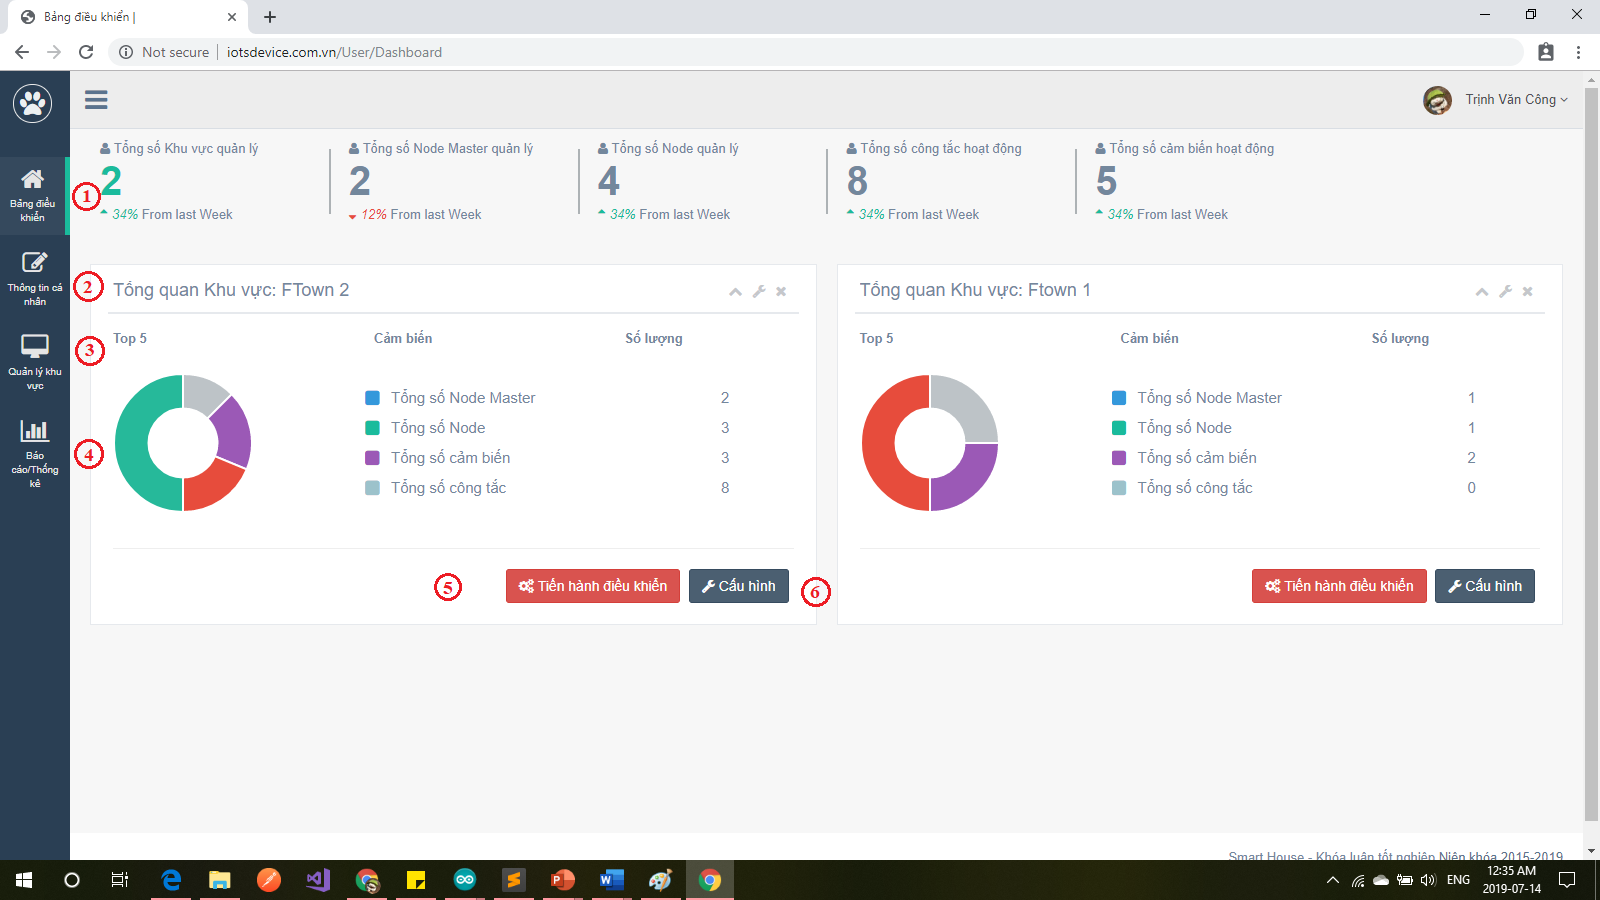 Bảng điều khiển |
Not secure | iotsdevice.com.vn/User/Dashboard
Trịnh Văn Công
Bảng điều
khiển
Thông tin cá
nhân
Quản lý khu
vực
Báo
cáo/Thống
kê
Tổng số Khu vực quản lý
2
34% From last Week
Tổng số Node Master quản lý
2
12% From last Week
Tổng số Node quản lý
4
34% From last Week
Tổng số công tắc hoạt động
8
34% From last Week
Tổng số cảm biến hoạt động
5
34% From last Week
1
2
3
4
5
6
Tổng quan Khu vực: FTown 2
Top 5 Cảm biến Số lượng
Tổng số Node Master 2
Tổng số Node 3
Tổng số cảm biến 3
Tổng số công tắc 8
Tiến hành điều khiển Cấu hình
Tổng quan Khu vực: Ftown 1
Top 5 Cảm biến Số lượng
Tổng số Node Master 1
Tổng số Node 1
Tổng số cảm biến 2
Tổng số công tắc 0
Tiến hành điều khiển Cấu hình
Smart House - Khóa luận tốt nghiệp Niên khóa 2015-2019
ENG
12:35 AM
2019-07-14